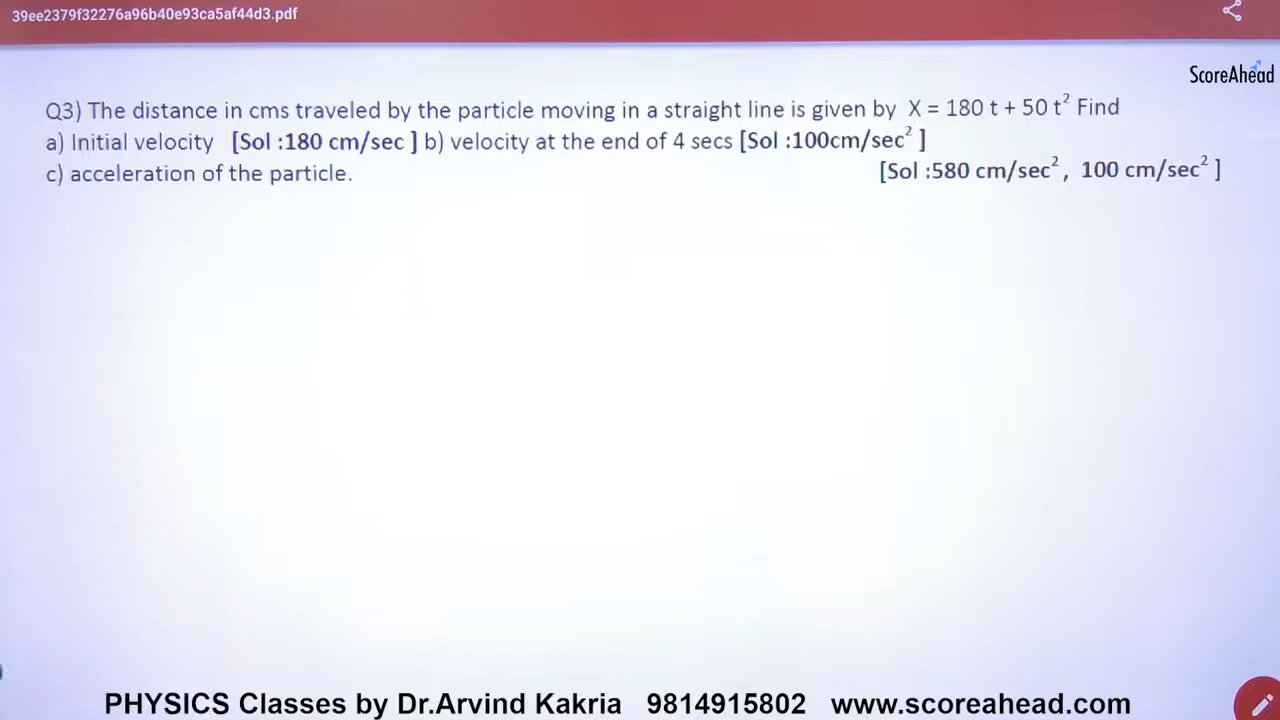 39ee2379f32276a96b40e93ca5af44d3.pdf
ScoreAhead
Q3) The distance in cms traveled by the particle moving in a straight line is given by X = 180 t + 50 t² Find
a) Initial velocity [Sol :180 cm/sec ] b) velocity at the end of 4 secs [Sol :100cm/sec² ]
c) acceleration of the particle. [Sol :580 cm/sec², 100 cm/sec² ]
PHYSICS Classes by Dr.Arvind Kakria 9814915802 www.scoreahead.com